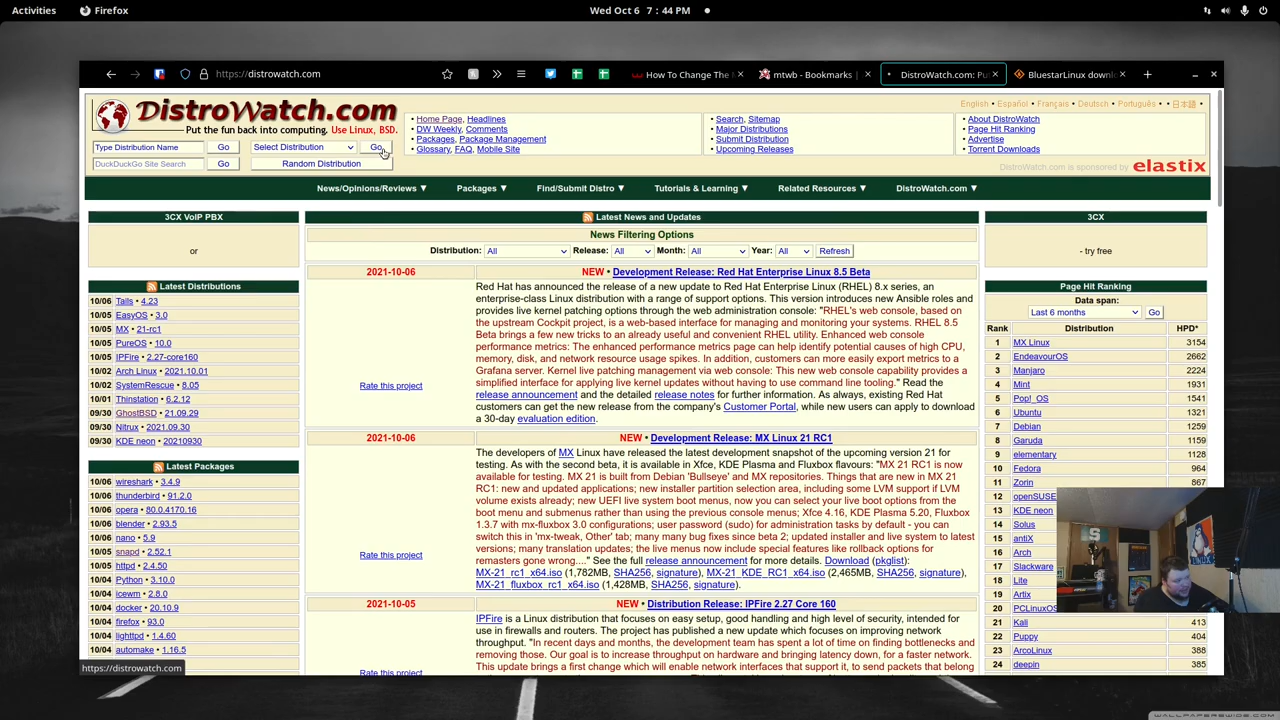 Activities
Firefox
Wed Oct 6 7 : 44 PM
https://distrowatch.com
How To Change The
mtwb - Bookmarks |
DistroWatch.com: Pu
BluestarLinux downl
DistroWatch.com
Put the fun back into computing. Use Linux, BSD.
Type Distribution Name
Go
Select Distribution
Go
DuckDuckGo Site Search
Go
Random Distribution
Home Page, Headlines
DW Weekly, Comments
Packages, Package Management
Glossary, FAQ, Mobile Site
Search, Sitemap
Major Distributions
Submit Distribution
Upcoming Releases
English • Español • Français • Deutsch • Português • • 日本語 •
About DistroWatch
Page Hit Ranking
Advertise
Torrent Downloads
DistroWatch.com is sponsored by elastix
News/Opinions/Reviews ▼
Packages ▼
Find/Submit Distro ▼
Tutorials & Learning ▼
Related Resources ▼
DistroWatch.com ▼
3CX VoIP PBX
or
Latest Distributions
10/06 Tails • 4.23
10/05 EasyOS • 3.0
10/05 MX • 21-rc1
10/05 PureOS • 10.0
10/05 IPFire • 2.27-core160
10/02 Arch Linux • 2021.10.01
10/02 SystemRescue • 8.05
10/01 Thinstation • 6.2.12
09/30 GhostBSD • 21.09.29
09/30 Nitrux • 2021.09.30
09/30 KDE neon • 20210930
Latest Packages
10/06 wireshark • 3.4.9
10/06 thunderbird • 91.2.0
10/06 opera • 80.0.4170.16
10/06 blender • 2.93.5
10/06 nano • 5.9
10/05 snapd • 2.52.1
10/05 httpd • 2.4.50
10/04 Python • 3.10.0
10/04 icewm • 2.8.0
10/04 docker • 20.10.9
10/04 firefox • 93.0
10/04 lighttpd • 1.4.60
10/04 automake • 1.16.5
Latest News and Updates
News Filtering Options
Distribution: All Release: All Month: All Year: All Refresh
2021-10-06
NEW • Development Release: Red Hat Enterprise Linux 8.5 Beta
Rate this project
Red Hat has announced the release of a new update to Red Hat Enterprise Linux (RHEL) 8.x series, an
enterprise-class Linux distribution with a range of support options. This version introduces new Ansible roles and
provides live kernel patching options through the web administration console: "RHEL's web console, based on
the upstream Cockpit project, is a web-based interface for managing and monitoring your systems. RHEL 8.5
Beta brings a few new tricks to an already useful and convenient RHEL utility. Enhanced web console
performance metrics: The enhanced performance metrics page can help identify potential causes of high CPU,
memory, disk, and network resource usage spikes. In addition, customers can more easily export metrics to a
Grafana server. Kernel live patching management via web console: This new web console capability provides a
simplified interface for applying live kernel updates without having to use command line tooling." Read the
release announcement and the detailed release notes for further information. As always, existing Red Hat
customers can get the new release from the company's Customer Portal, while new users can apply to download
a 30-day evaluation edition.
2021-10-06
NEW • Development Release: MX Linux 21 RC1
Rate this project
The developers of MX Linux have released the latest development snapshot of the upcoming version 21 for
testing. As with the second beta, it is available in Xfce, KDE Plasma and Fluxbox flavours: "MX 21 RC1 is now
available for testing. MX 21 is built from Debian 'Bullseye' and MX repositories. Things that are new in MX
21: new and updated applications; new installer partition selection area, including some LVM support if LVM
volume exists already; new UEFI live system boot menus, now you can select your live boot options from the
boot menu and submenus rather than using the previous console menus; Xfce 4.16, KDE Plasma 5.20, Fluxbox
1.3.7 with mx-fluxbox 3.0 configurations; user password (sudo) for administration tasks by default - you can
switch this in 'mx-tweak, Other' tab; many many bug fixes since beta 2; updated installer and live system to latest
versions; many translation updates; the live menus now include special features like rollback options for
remasters gone wrong...." See the full release announcement for more details. Download (pkglist):
MX-21_rc1_x64.iso (1,782MB, SHA256, signature), MX-21_KDE_RC1_x64.iso (2,465MB, SHA256, signature),
MX-21_fluxbox_rc1_x64.iso (1,428MB, SHA256, signature).
2021-10-05
NEW • Distribution Release: IPFire 2.27 Core 160
Rate this project
IPFire is a Linux distribution that focuses on easy setup, good handling and high level of security, intended for
use in firewalls and routers. The project has published a new update which focuses on improving network
throughput. "In recent days and months, the development team has spent a lot of time on finding bottlenecks and
removing those. Our goal is to increase throughput on hardware and bringing latency down, for a faster network.
This update brings a first change which will enable network interfaces that support it, to send packets that belong
3CX
- try free
Page Hit Ranking
Data span:
Last 6 months Go
Rank Distribution HPD*
1 MX Linux 3154
2 EndeavourOS 2662
3 Manjaro 2224
4 Mint 1931
5 Pop!_OS 1541
6 Ubuntu 1321
7 Debian 1259
8 Garuda 1159
9 elementary 1128
10 Fedora 964
11 Zorin 867
12 openSUSE
13 KDE neon
14 Solus
15 antiX
16 Arch
17 Slackware
18 Lite
19 Artix
20 PCLinuxOS
21 Kali 413
22 Puppy 404
23 ArcoLinux 388
24 deepin 385
https://distrowatch.com